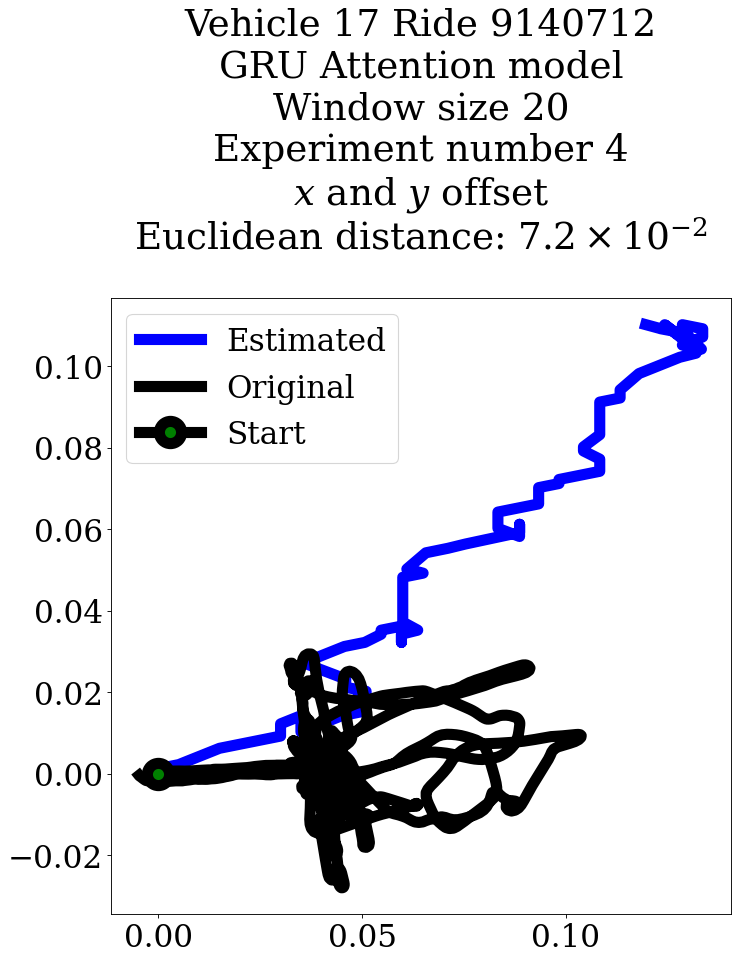 Vehicle 17 Ride 9140712
GRU Attention model
Window size 20
Experiment number 4
x and y offset
Euclidean distance: 7.2 × 10⁻²
Estimated
Original
Start
0.10
0.08
0.06
0.04
0.02
0.00
−0.02
0.00 0.05 0.10